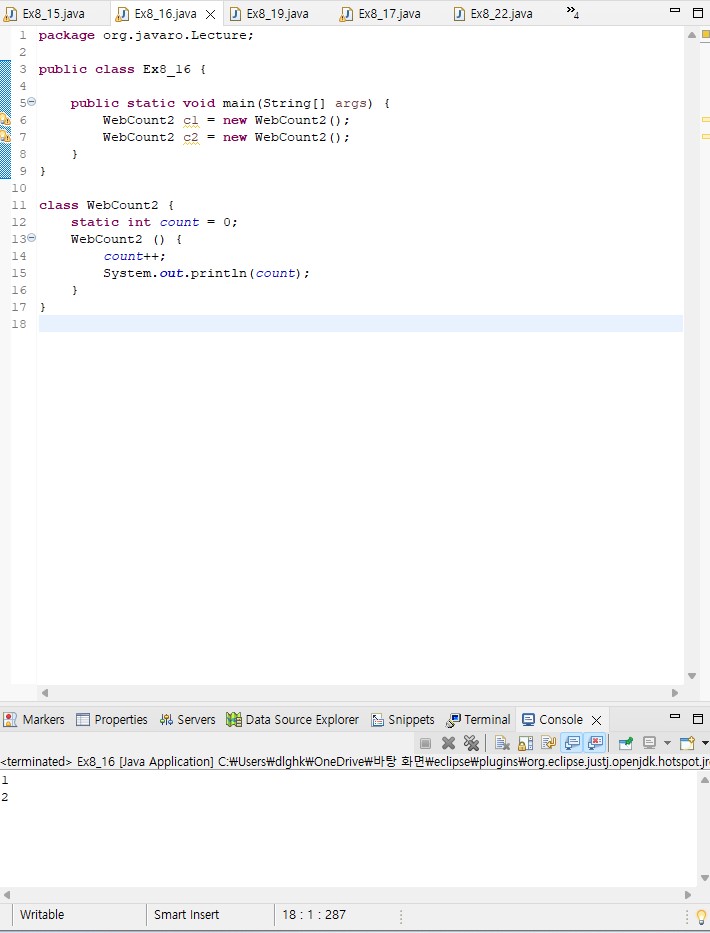 Ex8_15.java Ex8_16.java Ex8_19.java Ex8_17.java Ex8_22.java »4
1 package org.javaro.Lecture;
2
3 public class Ex8_16 {
4
5     public static void main(String[] args) {
6         WebCount2 c1 = new WebCount2();
7         WebCount2 c2 = new WebCount2();
8     }
9 }
10
11 class WebCount2 {
12     static int count = 0;
13     WebCount2 () {
14         count++;
15         System.out.println(count);
16     }
17 }
18
Markers Properties Servers Data Source Explorer Snippets Terminal Console
<terminated> Ex8_16 [Java Application] C:₩Users₩dlghk₩OneDrive₩바탕 화면₩eclipse₩plugins₩org.eclipse.justj.openjdk.hotspot.jr
1
2
Writable Smart Insert 18 : 1 : 287